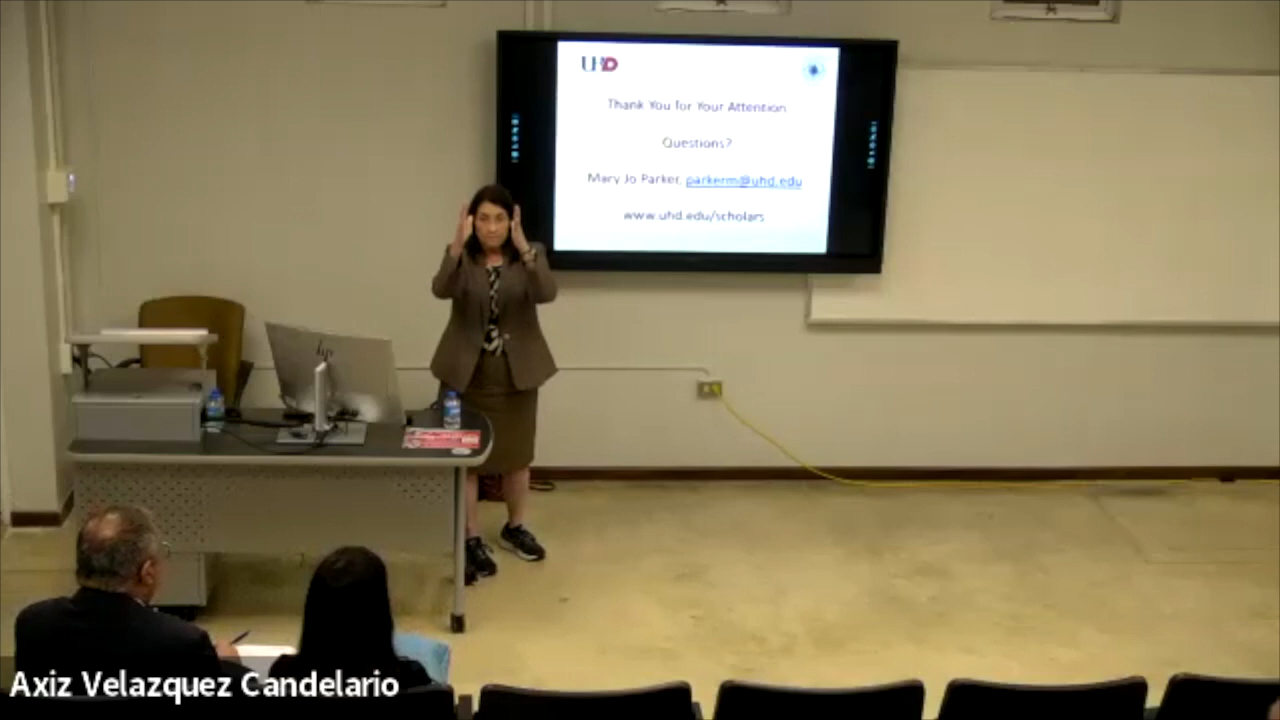 UHD
Thank You for Your Attention
Questions?
Mary Jo Parker, parkerm@uhd.edu
www.uhd.edu/scholars
hp
Axiz Velazquez Candelario